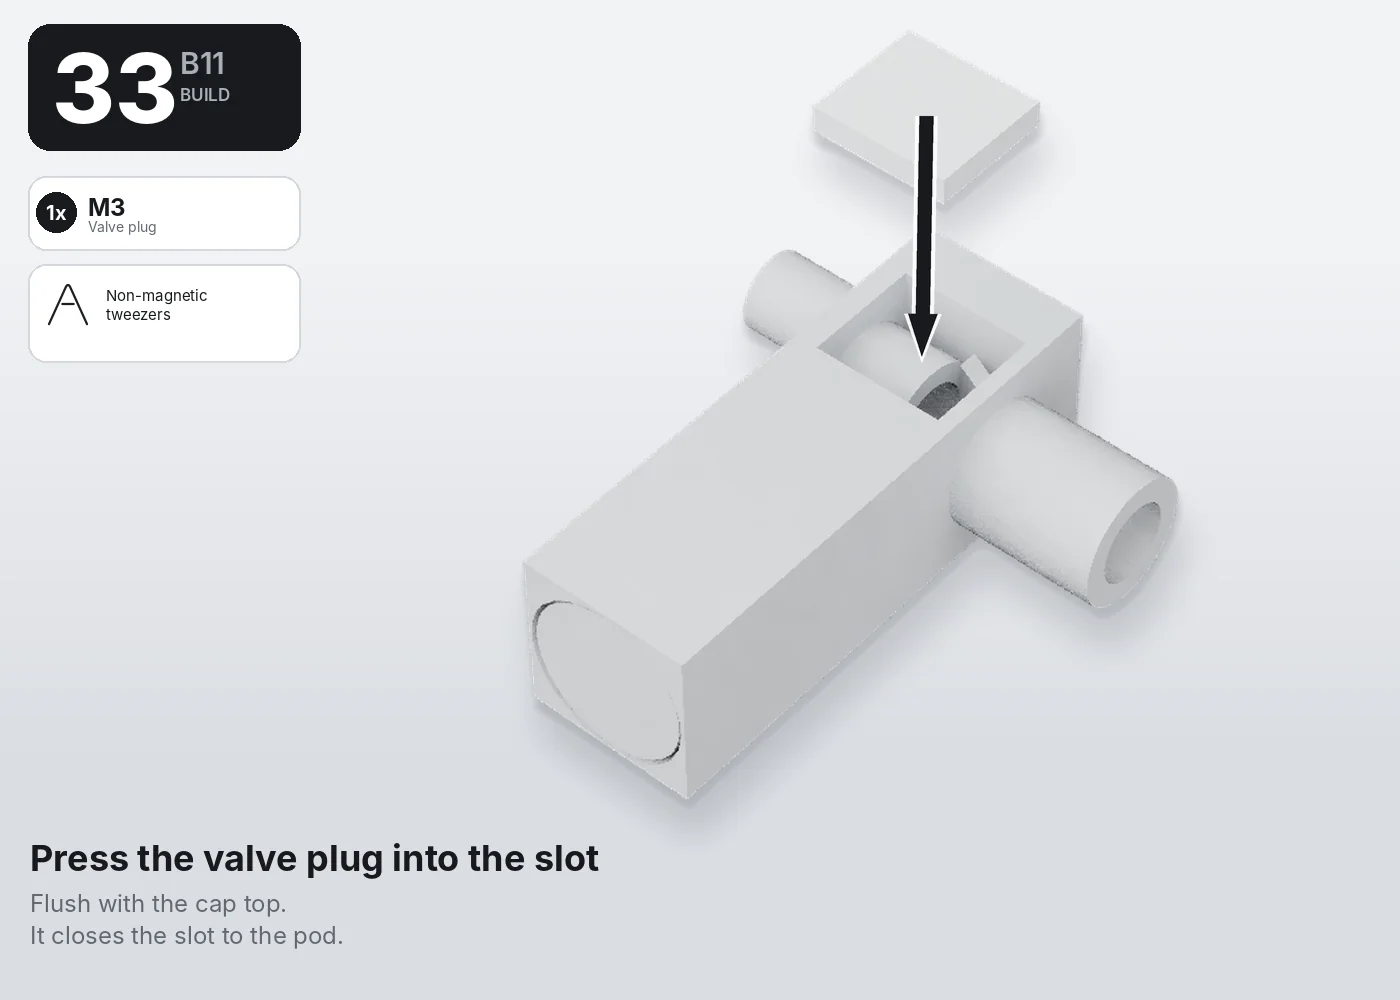 33
B11
BUILD
1x
M3
Valve plug
Non-magnetic
tweezers
Press the valve plug into the slot
Flush with the cap top.
It closes the slot to the pod.